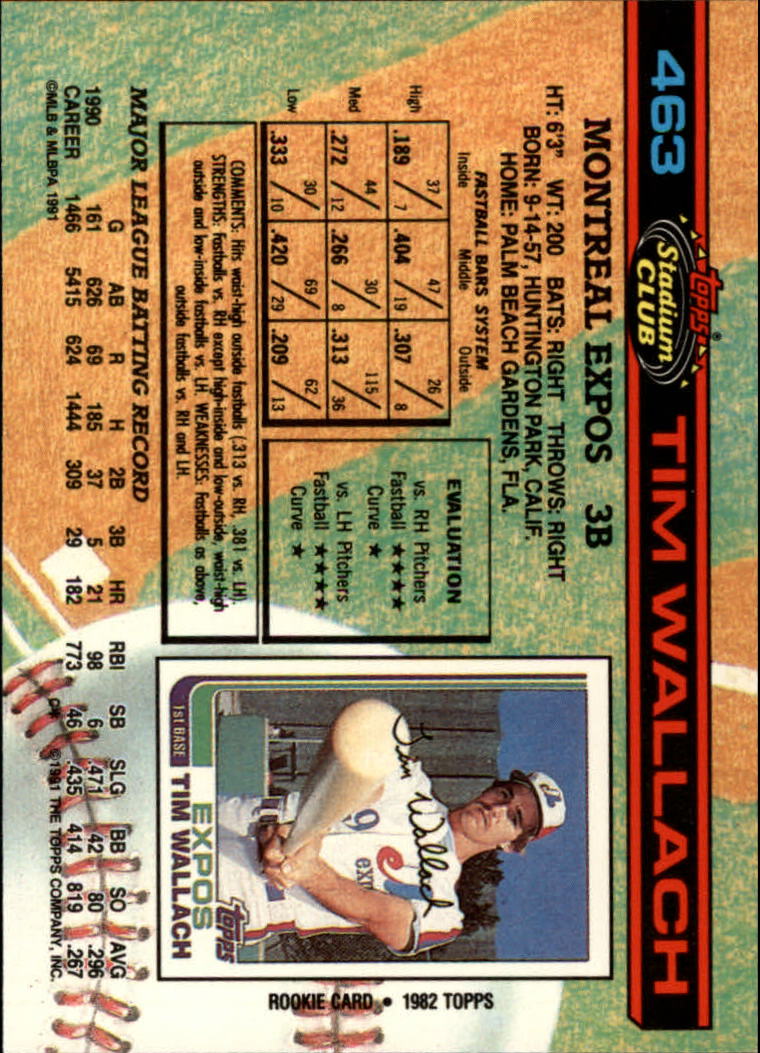 463
Topps®
Stadium
CLUB
TIM WALLACH
MONTREAL EXPOS 3B
HT: 6'3" WT: 200 BATS: RIGHT THROWS: RIGHT
BORN: 9-14-57, HUNTINGTON PARK, CALIF.
HOME: PALM BEACH GARDENS, FLA.
FASTBALL BARS SYSTEM
Inside Middle Outside
High .189 37/7 .404 47/19 .307 26/8
Med .272 44/12 .266 30/8 .313 115/36
Low .333 30/10 .420 69/29 .209 62/13
EVALUATION
vs. RH Pitchers
Fastball ★★★★
Curve ★
vs. LH Pitchers
Fastball ★★★★
Curve ★
COMMENTS: Hits waist-high outside fastballs (.313 vs. RH, .381 vs. LH).
STRENGTHS: Fastballs vs. RH except high-inside and low-outside, waist-high
outside and low-inside fastballs vs. LH. WEAKNESSES: Fastballs as above,
outside fastballs vs. RH and LH.
MAJOR LEAGUE BATTING RECORD
G AB R H 2B 3B HR RBI SB SLG BB SO AVG
1990 161 626 69 185 37 5 21 98 6 .471 42 80 .296
CAREER 1466 5415 624 1444 309 29 182 773 46 .435 414 819 .267
©MLB & MLBPA 1991
C* ©1991 THE TOPPS COMPANY, INC.
Tim Wallach
9
exp
Topps
EXPOS
1st BASE TIM WALLACH
ROOKIE CARD • 1982 TOPPS